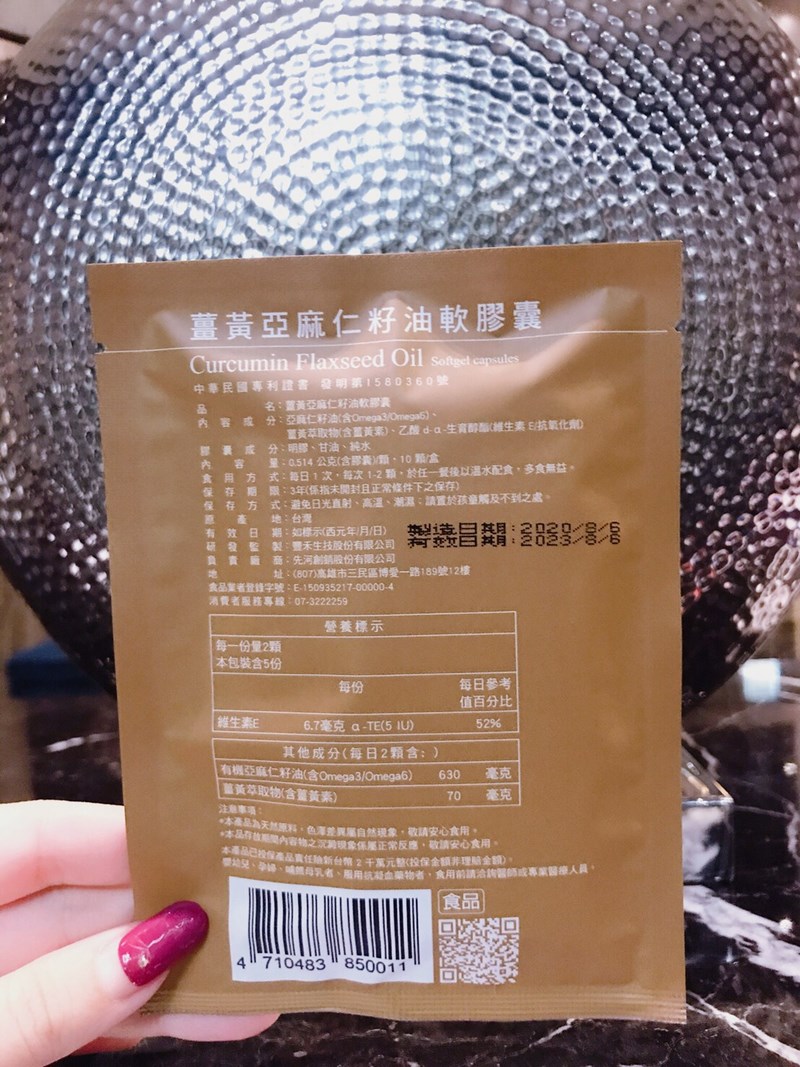 薑黃亞麻仁籽油軟膠囊
Curcumin Flaxseed Oil Softgel capsules
中華民國專利證書 發明第I580360號
品名：薑黃亞麻仁籽油軟膠囊
內容成分：亞麻仁籽油(含Omega3/Omega6)、
薑黃萃取物(含薑黃素)、乙酸 d-α-生育醇酯(維生素 E/抗氧化劑)
膠囊成分：明膠、甘油、純水
內容量：0.514 公克(含膠囊)/顆、10 顆/盒
食用方式：每日 1 次，每次 1-2 顆，於任一餐後以溫水配食，多食無益。
保存期限：3年(係指未開封且正常條件下之保存)
保存方式：避免日光直射、高溫、潮濕；請置於孩童觸及不到之處。
原產地：台灣
有效日期：如標示(西元年/月/日)
製造日期:2020/8/6
有效日期:2023/8/6
研發監製：豐禾生技股份有限公司
負責廠商：先河創銷股份有限公司
地址：(807)高雄市三民區博愛一路189號12樓
食品業者登錄字號：E-150935217-00000-4
消費者服務專線：07-3222259
營養標示
每一份量2顆
本包裝含5份
每份 每日參考值百分比
維生素E 6.7毫克 α-TE(5 IU) 52%
其他成分(每日2顆含：)
有機亞麻仁籽油(含Omega3/Omega6) 630 毫克
薑黃萃取物(含薑黃素) 70 毫克
注意事項：
*本產品為天然原料，色澤差異屬自然現象，敬請安心食用。
*本品存放期間內容物之沉澱現象係屬正常反應，敬請安心食用。
本產品已投保產品責任險新台幣 2 千萬元整(投保金額非理賠金額)。
嬰幼兒、孕婦、哺餵母乳者、服用抗凝血藥物者，食用前請洽詢醫師或專業醫療人員。
食品
4 710483 850011